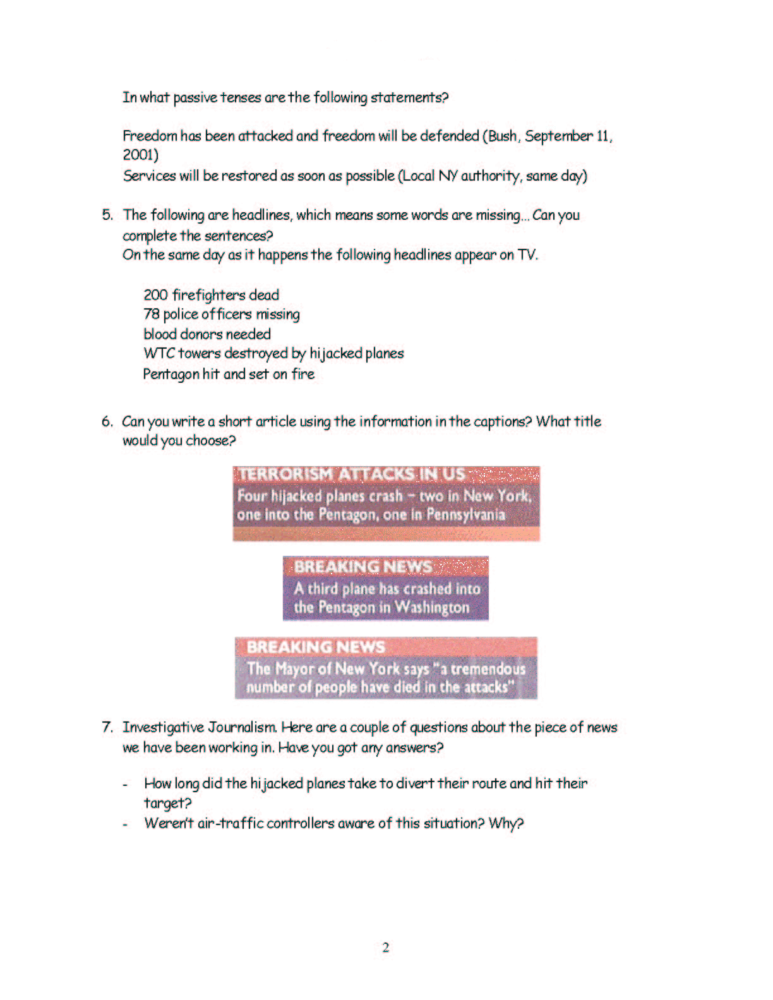 In what passive tenses are the following statements?
Freedom has been attacked and freedom will be defended (Bush, September 11,
2001)
Services will be restored as soon as possible (Local NY authority, same day)
5. The following are headlines, which means some words are missing... Can you
complete the sentences?
On the same day as it happens the following headlines appear on TV.
200 firefighters dead
78 police officers missing
blood donors needed
WTC towers destroyed by hijacked planes
Pentagon hit and set on fire
6. Can you write a short article using the information in the captions? What title
would you choose?
TERRORISM ATTACKS IN US
Four hijacked planes crash – two in New York,
one into the Pentagon, one in Pennsylvania
BREAKING NEWS
A third plane has crashed into
the Pentagon in Washington
BREAKING NEWS
The Mayor of New York says "a tremendous
number of people have died in the attacks"
7. Investigative Journalism. Here are a couple of questions about the piece of news
we have been working in. Have you got any answers?
- How long did the hijacked planes take to divert their route and hit their
target?
- Weren't air-traffic controllers aware of this situation? Why?
2